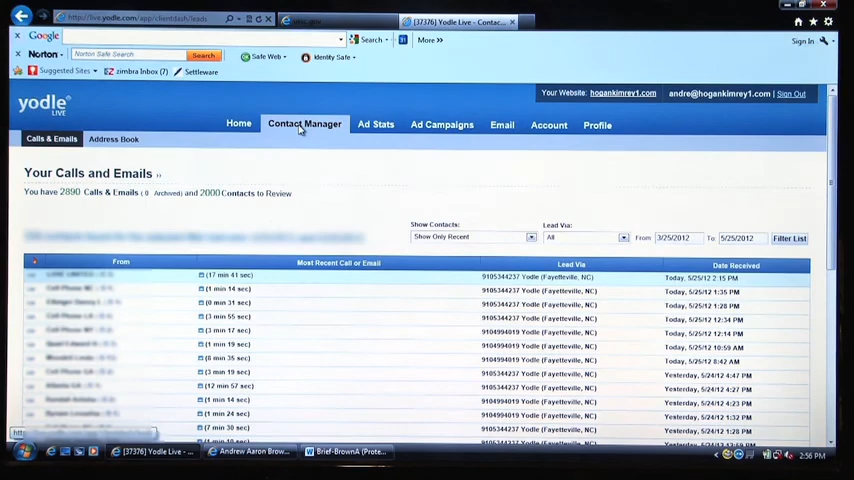 http://live.yodle.com/app/clientdash/leads
[37376] Yodle Live - Contac...
Google
Search
More »
Sign In
Norton
Norton Safe Search
Search
Safe Web
Identity Safe
Suggested Sites
zimbra Inbox (7)
Settleware
yodle
LIVE
Your Website: hogankimrey1.com
andre@hogankimrey1.com | Sign Out
Home
Contact Manager
Ad Stats
Ad Campaigns
Email
Account
Profile
Calls & Emails
Address Book
Your Calls and Emails »
You have 2890 Calls & Emails ( 0 Archived) and 2000 Contacts to Review
Show Contacts:
Lead Via:
Show Only Recent
All
From 3/25/2012 To 5/25/2012 Filter List
From
Most Recent Call or Email
Lead Via
Date Received
(17 min 41 sec) 9105344237 Yodle (Fayetteville, NC) Today, 5/25/12 2:15 PM
(1 min 14 sec) 9105344237 Yodle (Fayetteville, NC) Today, 5/25/12 1:35 PM
(0 min 31 sec) 9105344237 Yodle (Fayetteville, NC) Today, 5/25/12 1:28 PM
(3 min 55 sec) 9105344237 Yodle (Fayetteville, NC) Today, 5/25/12 12:34 PM
(3 min 17 sec) 9104994019 Yodle (Fayetteville, NC) Today, 5/25/12 12:14 PM
(1 min 19 sec) 9105344237 Yodle (Fayetteville, NC) Today, 5/25/12 10:59 AM
(8 min 35 sec) 9105344237 Yodle (Fayetteville, NC) Today, 5/25/12 8:42 AM
(3 min 19 sec) 9104994019 Yodle (Fayetteville, NC) Yesterday, 5/24/12 4:47 PM
(12 min 57 sec) 9105344237 Yodle (Fayetteville, NC) Yesterday, 5/24/12 4:27 PM
(1 min 14 sec) 9104994019 Yodle (Fayetteville, NC) Yesterday, 5/24/12 4:23 PM
(1 min 24 sec) 9104994019 Yodle (Fayetteville, NC) Yesterday, 5/24/12 1:32 PM
(7 min 30 sec) 9105344237 Yodle (Fayetteville, NC) Yesterday, 5/24/12 1:28 PM
9105344237 Yodle (Fayetteville, NC)
[37376] Yodle Live - ...
Andrew Aaron Brow...
Brief-BrownA (Prote...
2:56 PM